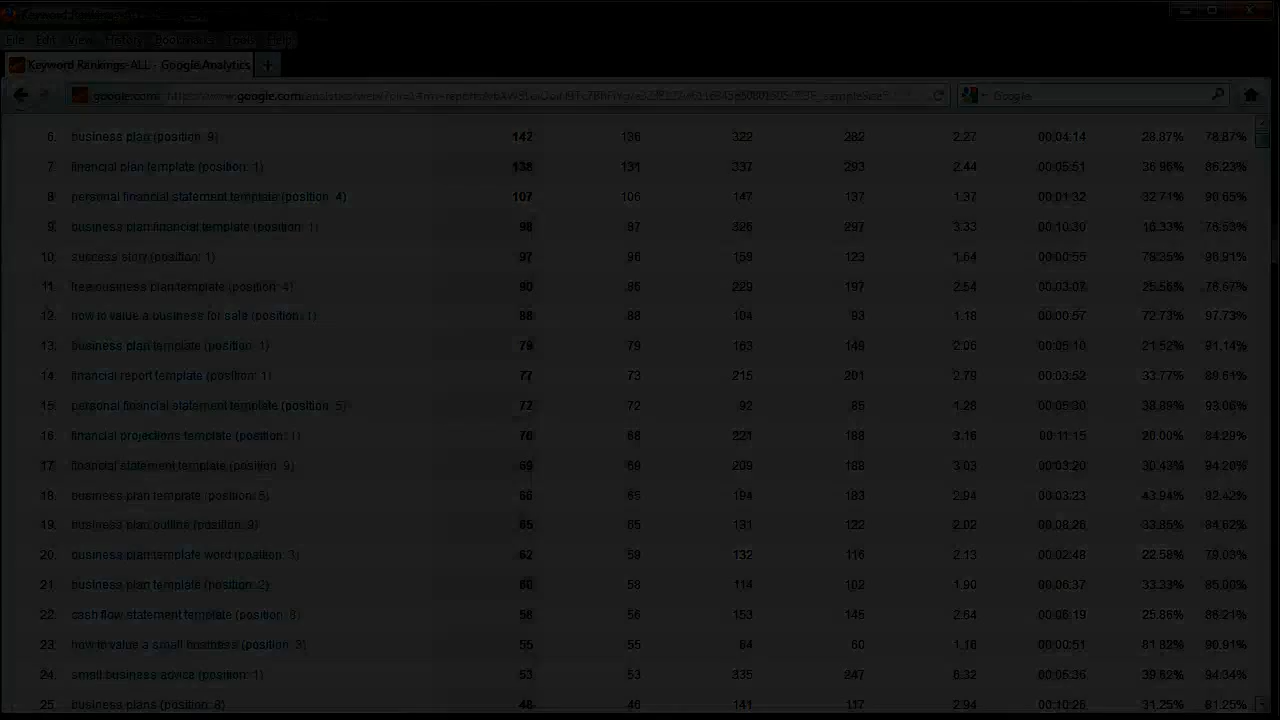 File Edit View History Bookmarks Tools Help
Keyword Rankings-ALL - Google Analytics
google.com Google
6. business plan (position: 9) 147 136 322 282 2.27 00:04:14 28.87% 78.87%
7. financial plan template (position: 1) 138 131 337 293 2.44 00:05:51 36.96% 86.23%
8. personal financial statement template (position: 4) 107 106 147 137 1.37 00:01:32 32.71% 90.65%
9. business plan financial template (position: 1) 98 97 326 297 3.33 00:10:30 16.33% 76.53%
10. success story (position: 1) 97 96 159 123 1.64 00:00:55 78.35% 96.91%
11. free business plan template (position: 4) 90 86 229 197 2.54 00:03:07 25.56% 76.67%
12. how to value a business for sale (position: 1) 88 88 104 93 1.18 00:00:57 72.73% 97.73%
13. business plan template (position: 1) 79 79 163 149 2.06 00:05:10 21.52% 91.14%
14. financial report template (position: 1) 77 73 215 201 2.79 00:03:52 33.77% 89.61%
15. personal financial statement template (position: 5) 72 72 92 85 1.28 00:05:30 38.89% 93.06%
16. financial projections template (position: 1) 70 68 221 188 3.16 00:11:15 20.00% 84.29%
17. financial statement template (position: 9) 69 69 209 188 3.03 00:03:20 30.43% 94.20%
18. business plan template (position: 5) 66 65 194 183 2.94 00:03:23 43.94% 92.42%
19. business plan outline (position: 9) 65 65 131 122 2.02 00:08:26 33.85% 84.62%
20. business plan template word (position: 3) 62 59 132 116 2.13 00:02:48 22.58% 79.03%
21. business plan template (position: 2) 60 58 114 102 1.90 00:06:37 33.33% 85.00%
22. cash flow statement template (position: 8) 58 56 153 145 2.64 00:06:19 25.86% 86.21%
23. how to value a small business (position: 3) 55 55 64 60 1.16 00:00:51 81.82% 90.91%
24. small business advice (position: 1) 53 53 335 247 6.32 00:05:36 39.62% 94.34%
25. business plans (position: 8) 48 46 141 117 2.94 00:10:26 31.25% 81.25%